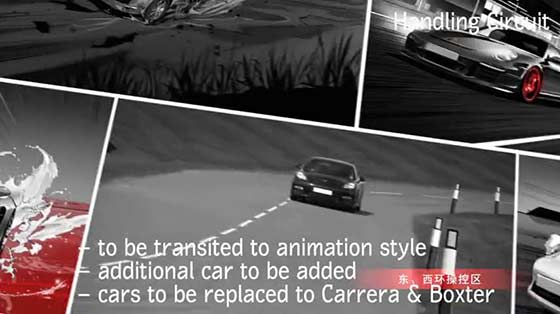 Handling Circuit
– to be transited to animation style
– additional car to be added
东、西环操控区
– cars to be replaced to Carrera & Boxter